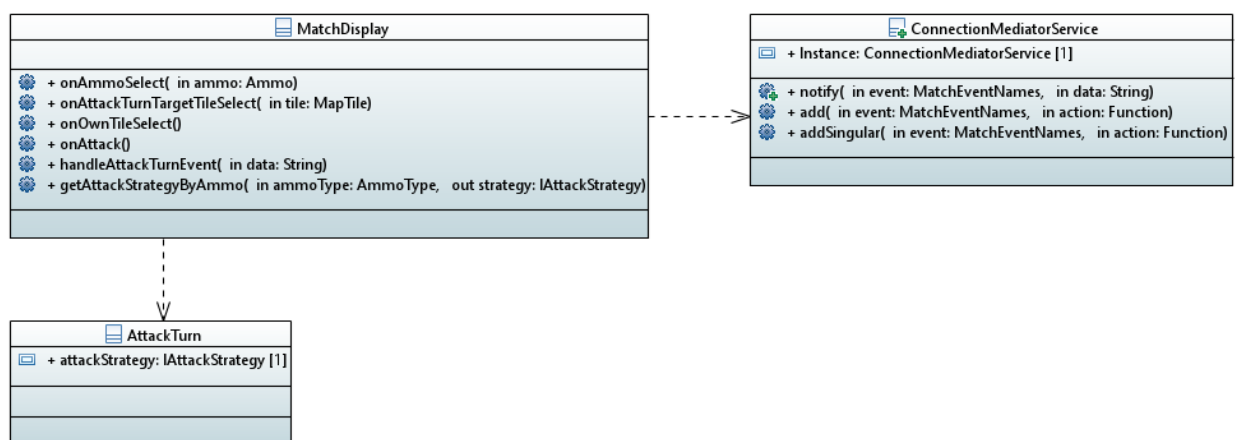 MatchDisplay
+ onAmmoSelect( in ammo: Ammo)
+ onAttackTurnTargetTileSelect( in tile: MapTile)
+ onOwnTileSelect()
+ onAttack()
+ handleAttackTurnEvent( in data: String)
+ getAttackStrategyByAmmo( in ammoType: AmmoType, out strategy: IAttackStrategy)
ConnectionMediatorService
+ Instance: ConnectionMediatorService [1]
+ notify( in event: MatchEventNames, in data: String)
+ add( in event: MatchEventNames, in action: Function)
+ addSingular( in event: MatchEventNames, in action: Function)
AttackTurn
+ attackStrategy: IAttackStrategy [1]